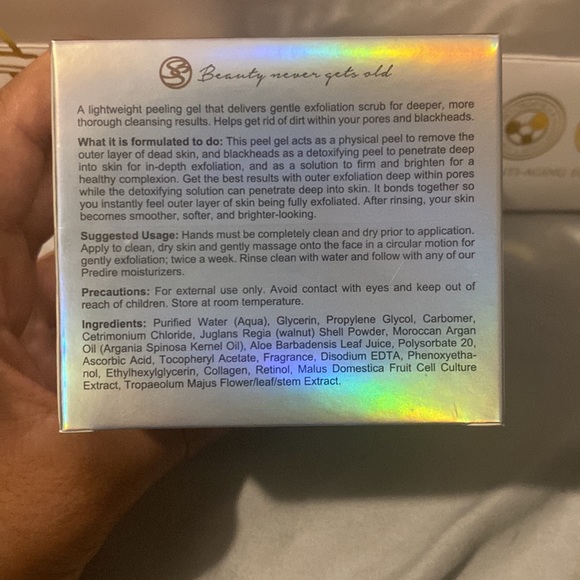 Beauty never gets old
A lightweight peeling gel that delivers gentle exfoliation scrub for deeper, more
thorough cleansing results. Helps get rid of dirt within your pores and blackheads.
What it is formulated to do: This peel gel acts as a physical peel to remove the
outer layer of dead skin, and blackheads as a detoxifying peel to penetrate deep
into skin for in-depth exfoliation, and as a solution to firm and brighten for a
healthy complexion. Get the best results with outer exfoliation deep within pores
while the detoxifying solution can penetrate deep into skin. It bonds together so
you instantly feel outer layer of skin being fully exfoliated. After rinsing, your skin
becomes smoother, softer, and brighter-looking.
Suggested Usage: Hands must be completely clean and dry prior to application.
Apply to clean, dry skin and gently massage onto the face in a circular motion for
gently exfoliation; twice a week. Rinse clean with water and follow with any of our
Predire moisturizers.
Precautions: For external use only. Avoid contact with eyes and keep out of
reach of children. Store at room temperature.
Ingredients: Purified Water (Aqua), Glycerin, Propylene Glycol, Carbomer,
Cetrimonium Chloride, Juglans Regia (walnut) Shell Powder, Moroccan Argan
Oil (Argania Spinosa Kernel Oil), Aloe Barbadensis Leaf Juice, Polysorbate 20,
Ascorbic Acid, Tocopheryl Acetate, Fragrance, Disodium EDTA, Phenoxyetha-
nol, Ethylhexylglycerin, Collagen, Retinol, Malus Domestica Fruit Cell Culture
Extract, Tropaeolum Majus Flower/leaf/stem Extract.